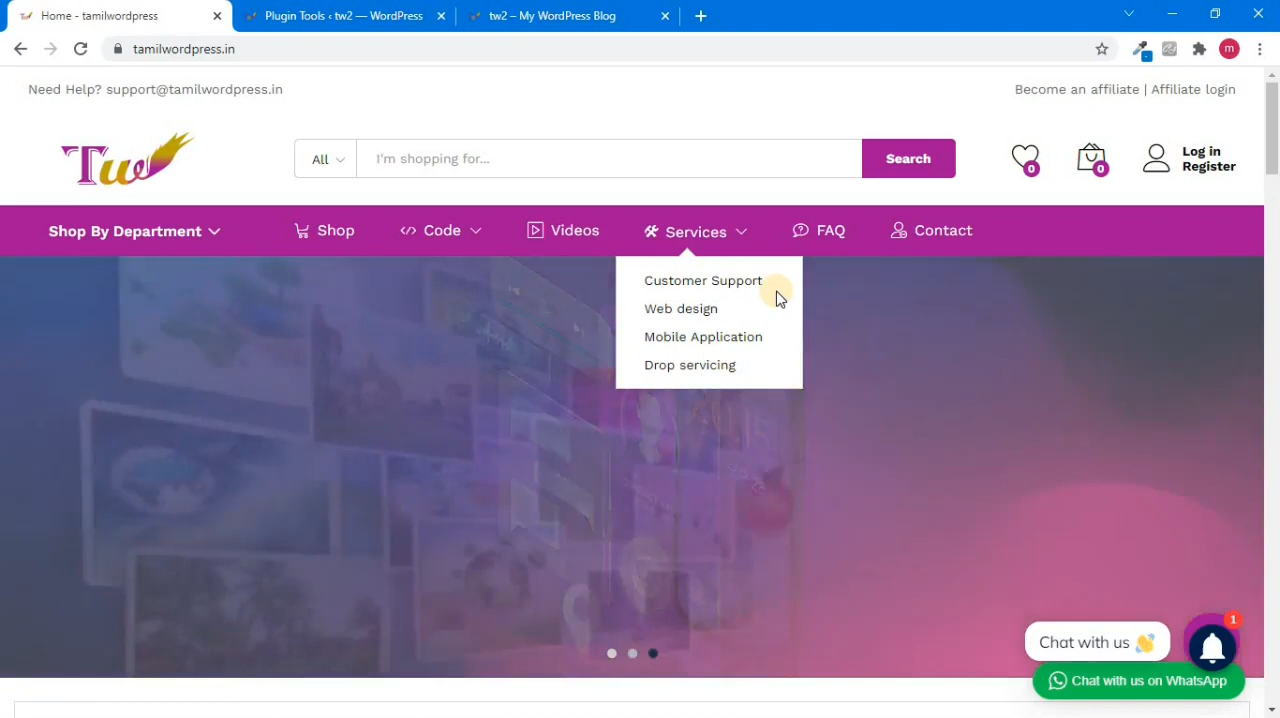 Home - tamilwordpress
Plugin Tools ‹ tw2 — WordPress
tw2 – My WordPress Blog
tamilwordpress.in
m
Need Help? support@tamilwordpress.in
Become an affiliate | Affiliate login
Tw
All
I'm shopping for...
Search
0
0
Log in
Register
Shop By Department
Shop
Code
Videos
Services
FAQ
Contact
Customer Support
Web design
Mobile Application
Drop servicing
1
Chat with us 👋
Chat with us on WhatsApp